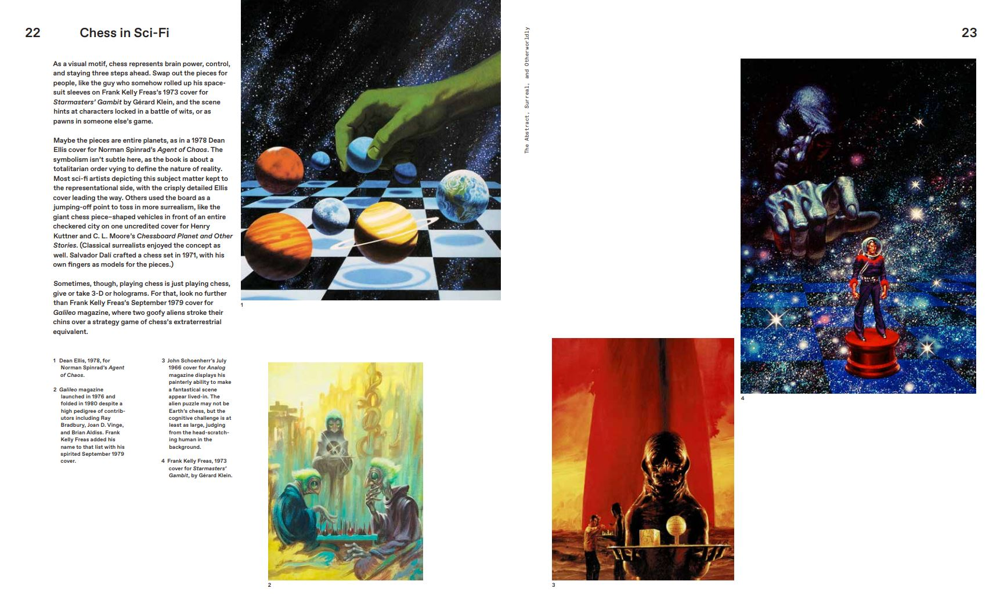 22
Chess in Sci-Fi
As a visual motif, chess represents brain power, control,
and staying three steps ahead. Swap out the pieces for
people, like the guy who somehow rolled up his space-
suit sleeves on Frank Kelly Freas’s 1973 cover for
Starmasters’ Gambit by Gérard Klein, and the scene
hints at characters locked in a battle of wits, or as
pawns in someone else’s game.
Maybe the pieces are entire planets, as in a 1978 Dean
Ellis cover for Norman Spinrad’s Agent of Chaos. The
symbolism isn’t subtle here, as the book is about a
totalitarian order vying to define the nature of reality.
Most sci-fi artists depicting this subject matter kept to
the representational side, with the crisply detailed Ellis
cover leading the way. Others used the board as a
jumping-off point to toss in more surrealism, like the
giant chess piece–shaped vehicles in front of an entire
checkered city on one uncredited cover for Henry
Kuttner and C. L. Moore’s Chessboard Planet and Other
Stories. (Classical surrealists enjoyed the concept as
well. Salvador Dalí crafted a chess set in 1971, with his
own fingers as models for the pieces.)
Sometimes, though, playing chess is just playing chess,
give or take 3-D or holograms. For that, look no further
than Frank Kelly Freas’s September 1979 cover for
Galileo magazine, where two goofy aliens stroke their
chins over a strategy game of chess’s extraterrestrial
equivalent.
1 Dean Ellis, 1978, for
Norman Spinrad’s Agent
of Chaos.
2 Galileo magazine
launched in 1976 and
folded in 1980 despite a
high pedigree of contrib-
utors including Ray
Bradbury, Joan D. Vinge,
and Brian Aldiss. Frank
Kelly Freas added his
name to that list with his
spirited September 1979
cover.
3 John Schoenherr’s July
1966 cover for Analog
magazine displays his
painterly ability to make
a fantastical scene
appear lived-in. The
alien puzzle may not be
Earth’s chess, but the
cognitive challenge is at
least as large, judging
from the head-scratch-
ing human in the
background.
4 Frank Kelly Freas, 1973
cover for Starmasters’
Gambit, by Gérard Klein.
1
2
The Abstract, Surreal, and Otherworldly
23
3
4